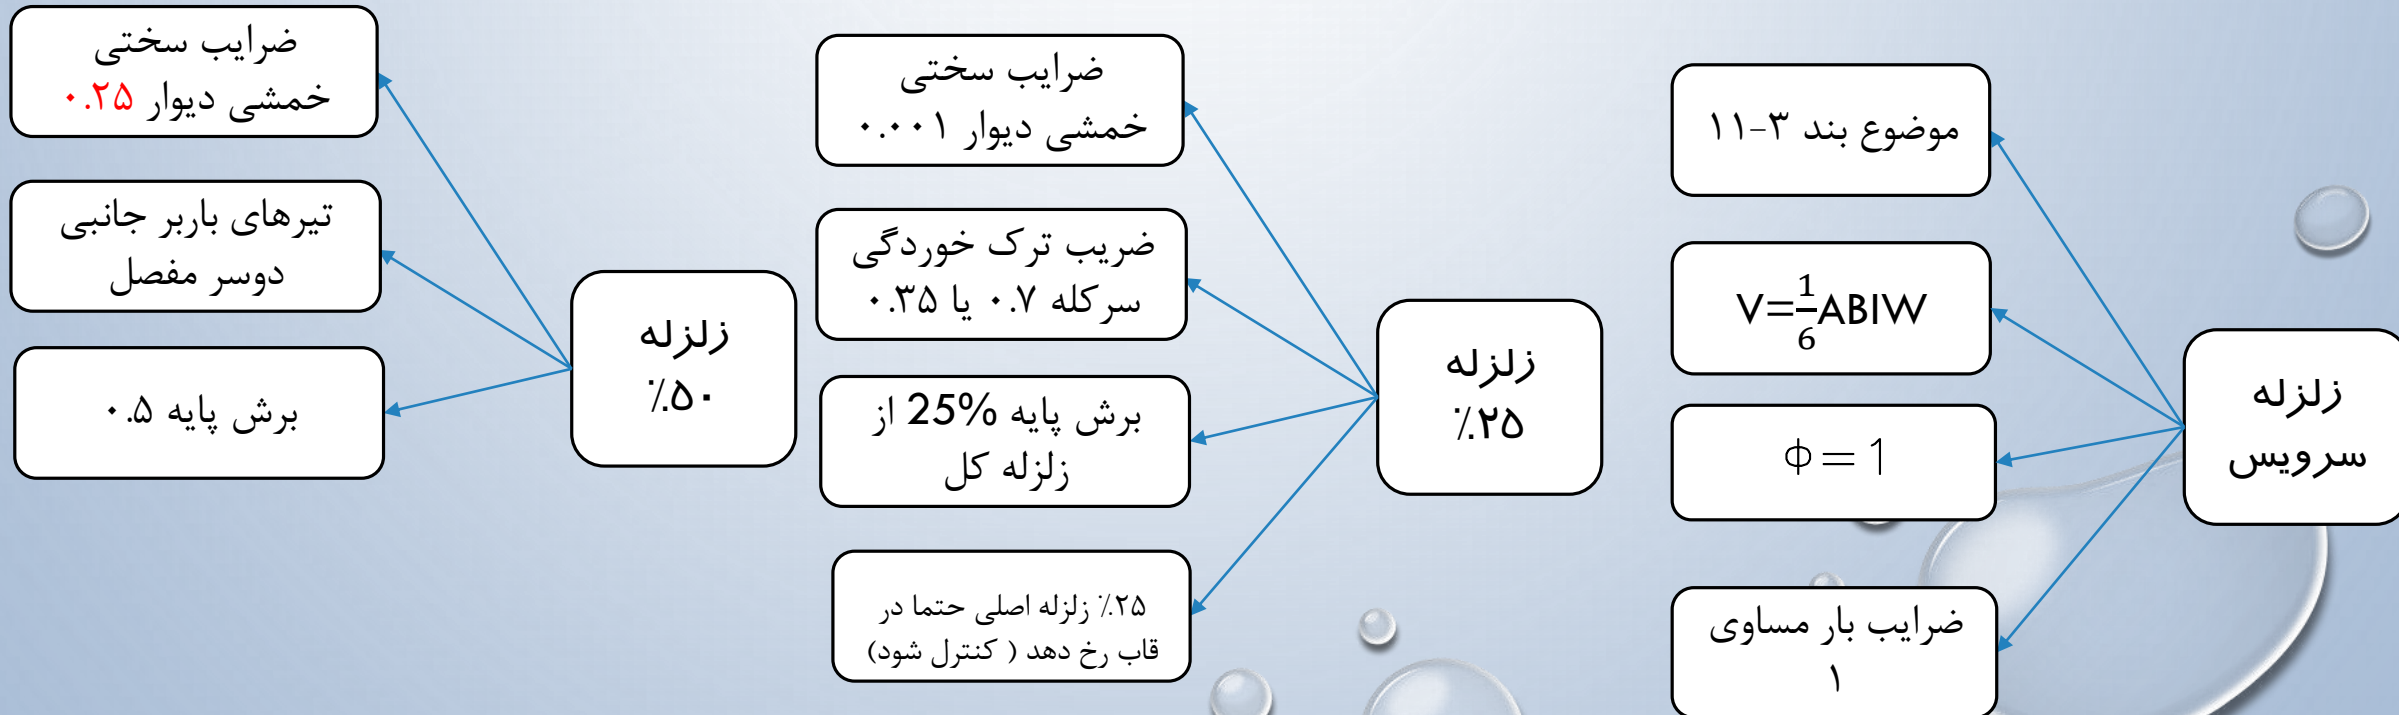 زلزله
سرویس
موضوع بند ۳-۱۱
V=1/6ABIW
Φ=1
ضرایب بار مساوی
۱
زلزله
٪۲۵
ضرایب سختی
خمشی دیوار ۰.۰۰۱
ضریب ترک خوردگی
سرکله ۰.۷ یا ۰.۳۵
برش پایه 25% از
زلزله کل
۲۵٪ زلزله اصلی حتما در
قاب رخ دهد ( کنترل شود)
زلزله
٪۵۰
ضرایب سختی
خمشی دیوار ۰.۲۵
تیرهای باربر جانبی
دوسر مفصل
برش پایه ۰.۵